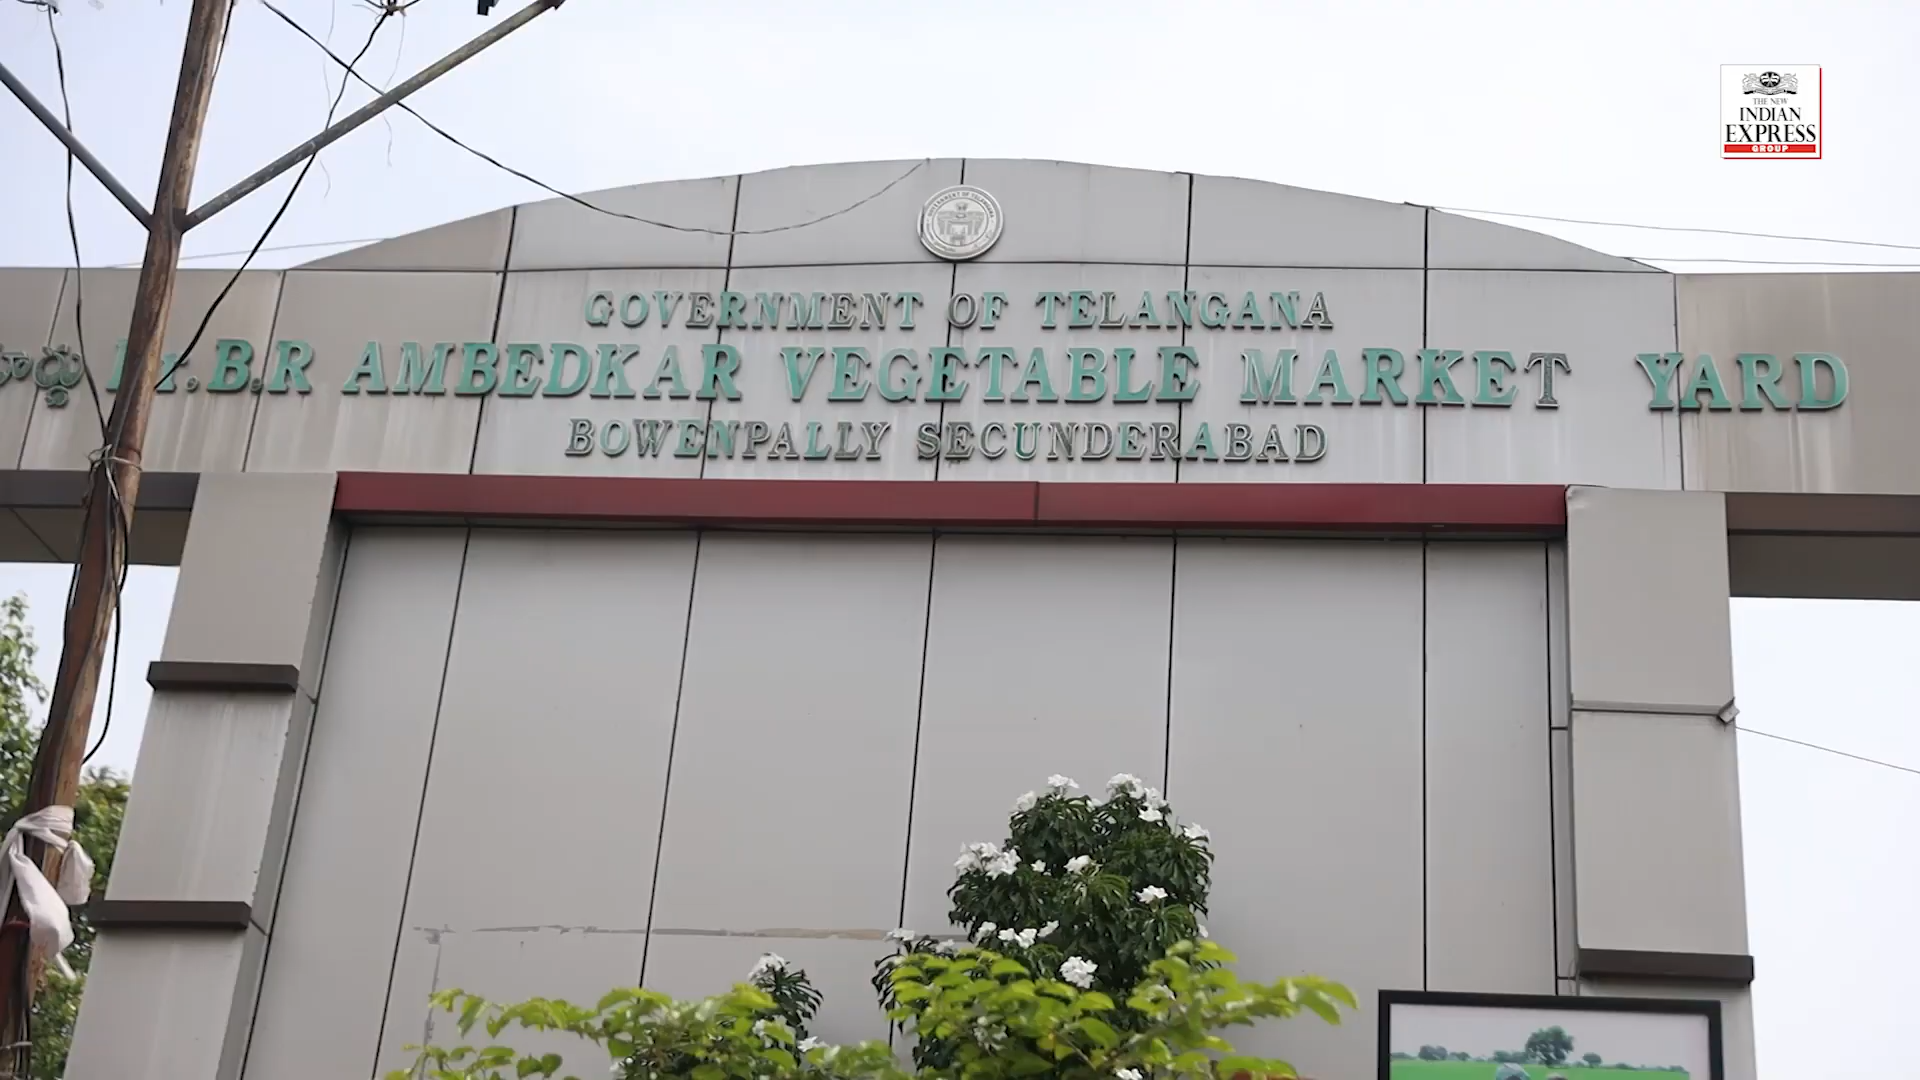 THE NEW
INDIAN
EXPRESS
GROUP
GOVERNMENT OF TELANGANA
Dr.B.R AMBEDKAR VEGETABLE MARKET YARD
BOWENPALLY SECUNDERABAD